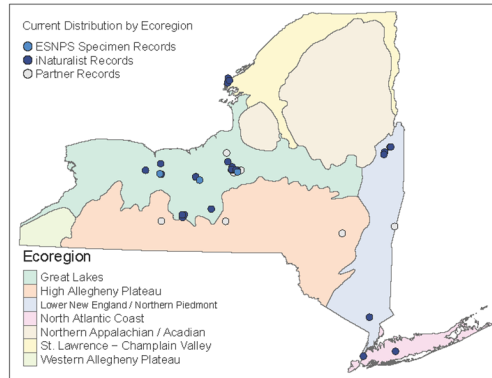 Current Distribution by Ecoregion
ESNPS Specimen Records
iNaturalist Records
Partner Records
Ecoregion
Great Lakes
High Allegheny Plateau
Lower New England / Northern Piedmont
North Atlantic Coast
Northern Appalachian / Acadian
St. Lawrence – Champlain Valley
Western Allegheny Plateau